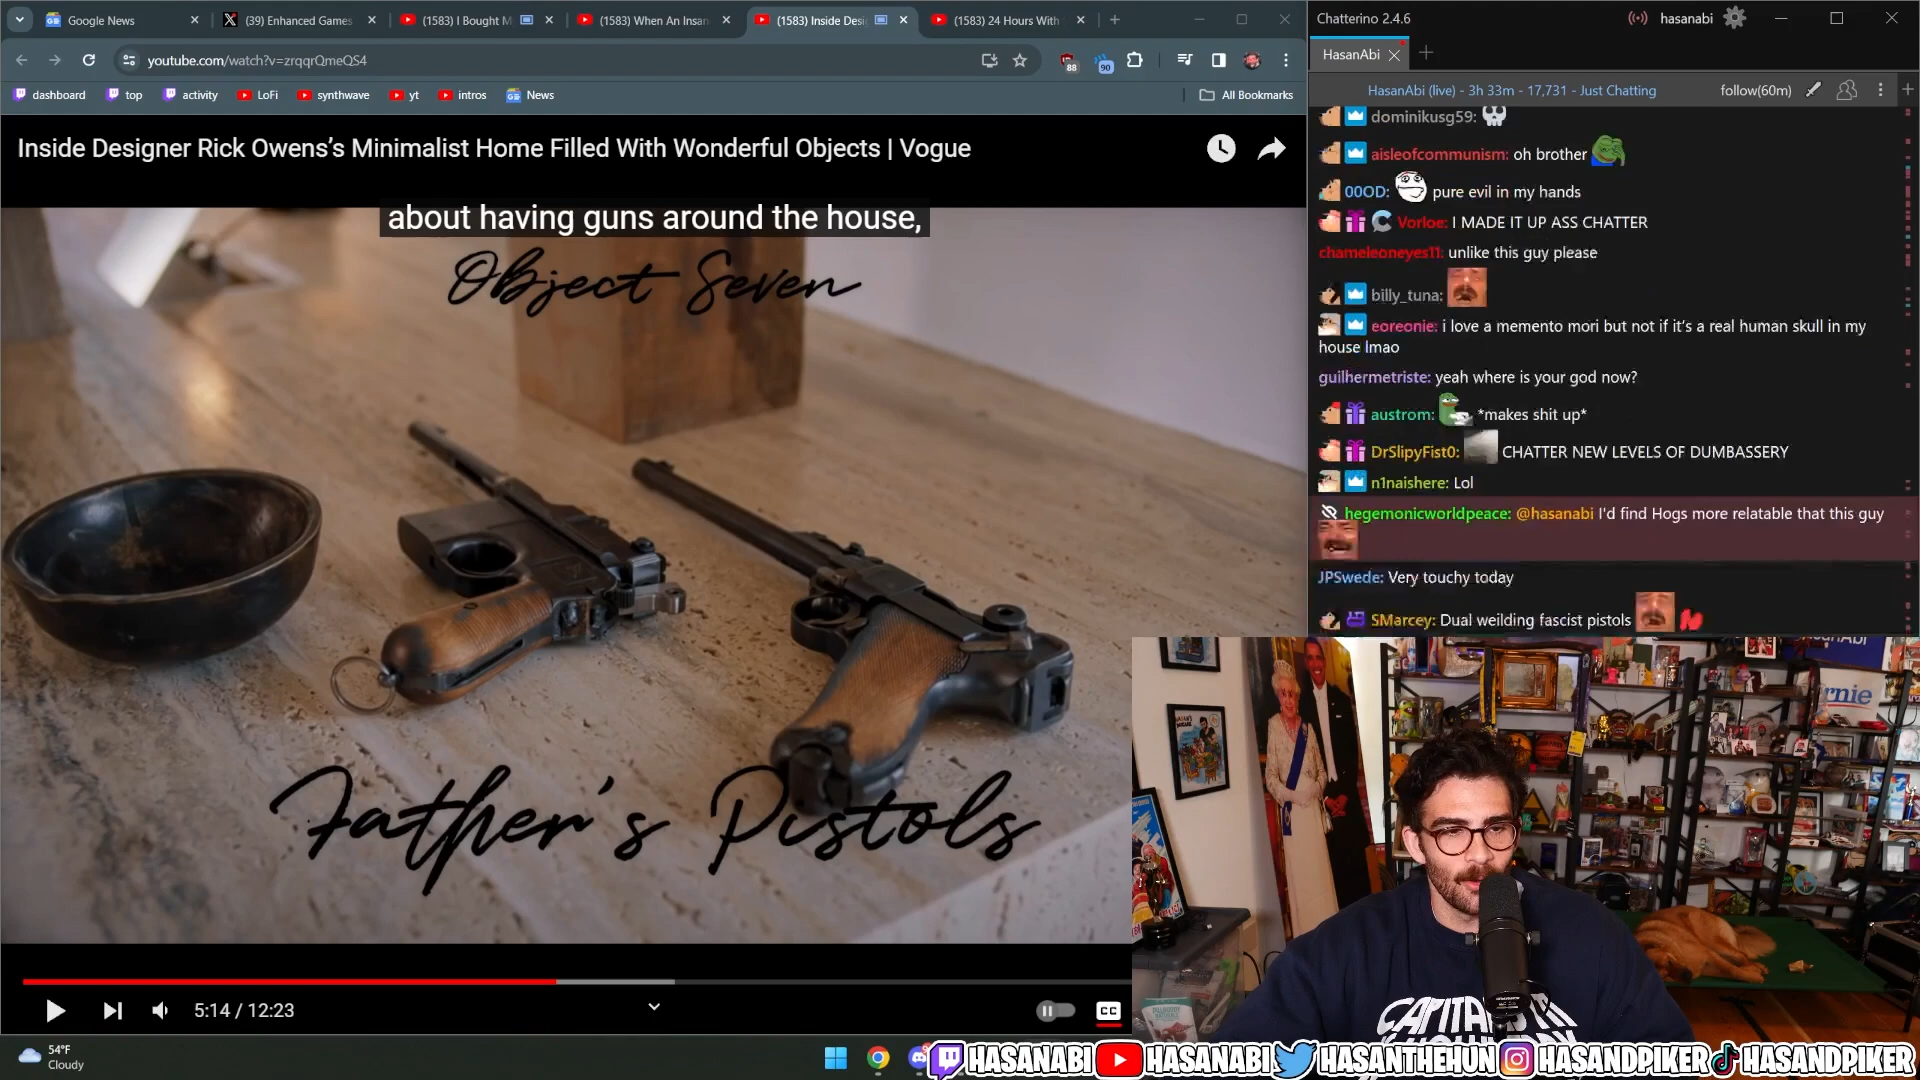 Google News
(39) Enhanced Games
(1583) I Bought M
(1583) When An Insan
(1583) Inside Desi
(1583) 24 Hours With
youtube.com/watch?v=zrqqrQmeQS4
88
90
dashboard
top
activity
LoFi
synthwave
yt
intros
News
All Bookmarks
Inside Designer Rick Owens's Minimalist Home Filled With Wonderful Objects | Vogue
about having guns around the house,
Object Seven
Father's Pistols
5:14 / 12:23
CC
54°F
Cloudy
Chatterino 2.4.6
hasanabi
HasanAbi
HasanAbi (live) - 3h 33m - 17,731 - Just Chatting
follow(60m)
dominikusg59:
aisleofcommunism: oh brother
00OD: pure evil in my hands
Vorloe: I MADE IT UP ASS CHATTER
chameleoneyes11: unlike this guy please
billy_tuna:
eoreonie: i love a memento mori but not if it's a real human skull in my
house lmao
guilhermetriste: yeah where is your god now?
austrom: *makes shit up*
DrSlipyFist0: CHATTER NEW LEVELS OF DUMBASSERY
n1naishere: Lol
hegemonicworldpeace: @hasanabi I'd find Hogs more relatable that this guy
JPSwede: Very touchy today
SMarcey: Dual weilding fascist pistols
HASANABI
HASANABI
HASANTHEHUN
HASANDPIKER
HASANDPIKER